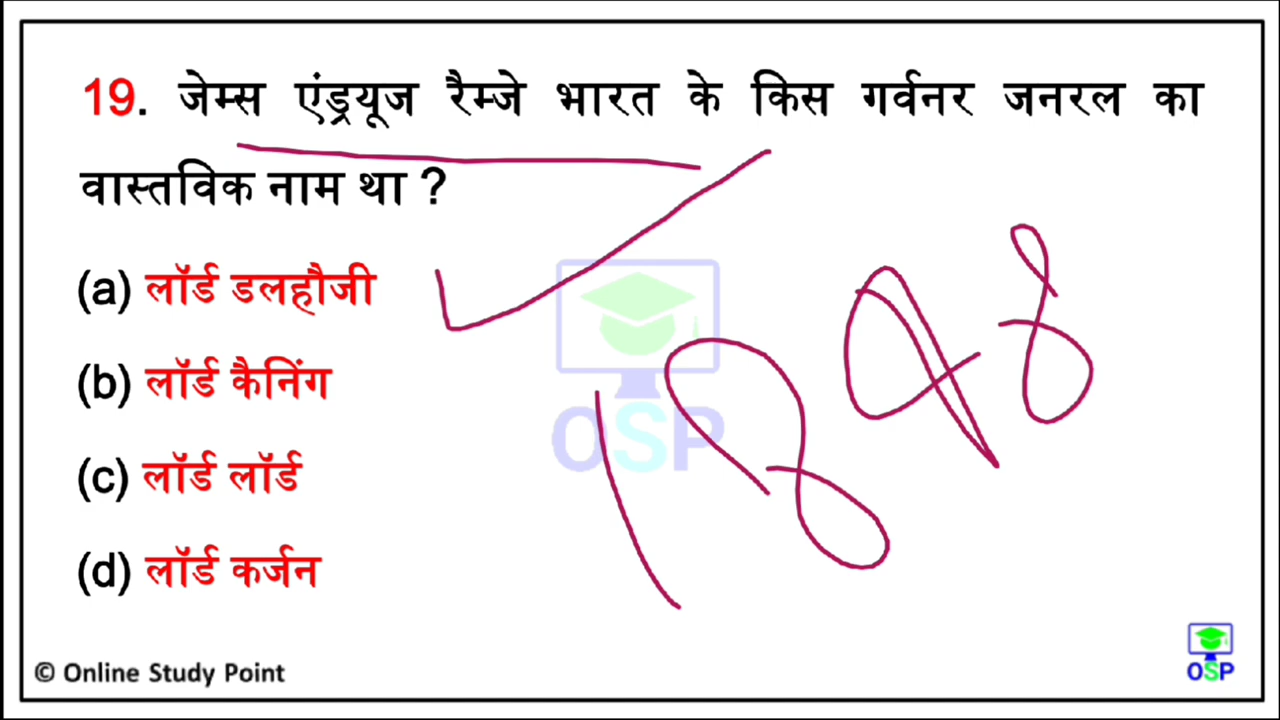 19. जेम्स एंड्रयूज रैम्जे भारत के किस गर्वनर जनरल का
वास्तविक नाम था ?
(a) लॉर्ड डलहौजी
(b) लॉर्ड कैनिंग
(c) लॉर्ड लॉर्ड
(d) लॉर्ड कर्जन
1848
OSP
© Online Study Point
OSP